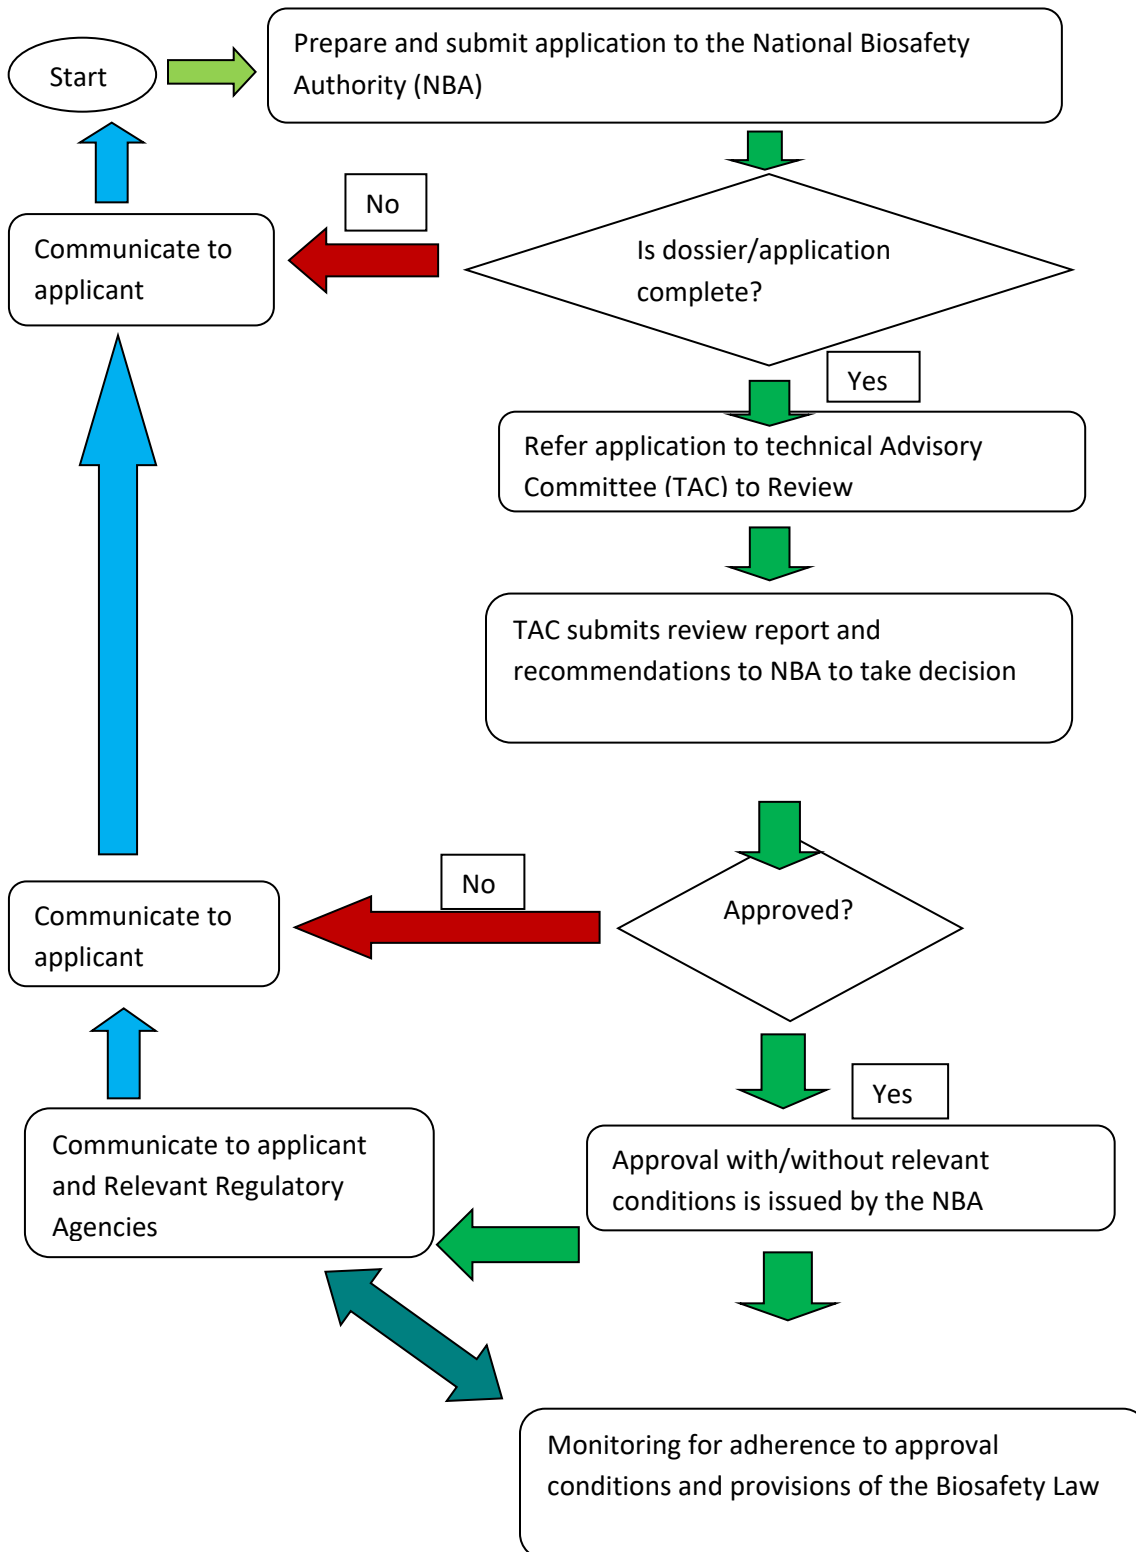 Start
Prepare and submit application to the National Biosafety
Authority (NBA)
No
Communicate to
applicant
Is dossier/application
complete?
Yes
Refer application to technical Advisory
Committee (TAC) to Review
TAC submits review report and
recommendations to NBA to take decision
No
Communicate to
applicant
Approved?
Yes
Communicate to applicant
and Relevant Regulatory
Agencies
Approval with/without relevant
conditions is issued by the NBA
Monitoring for adherence to approval
conditions and provisions of the Biosafety Law